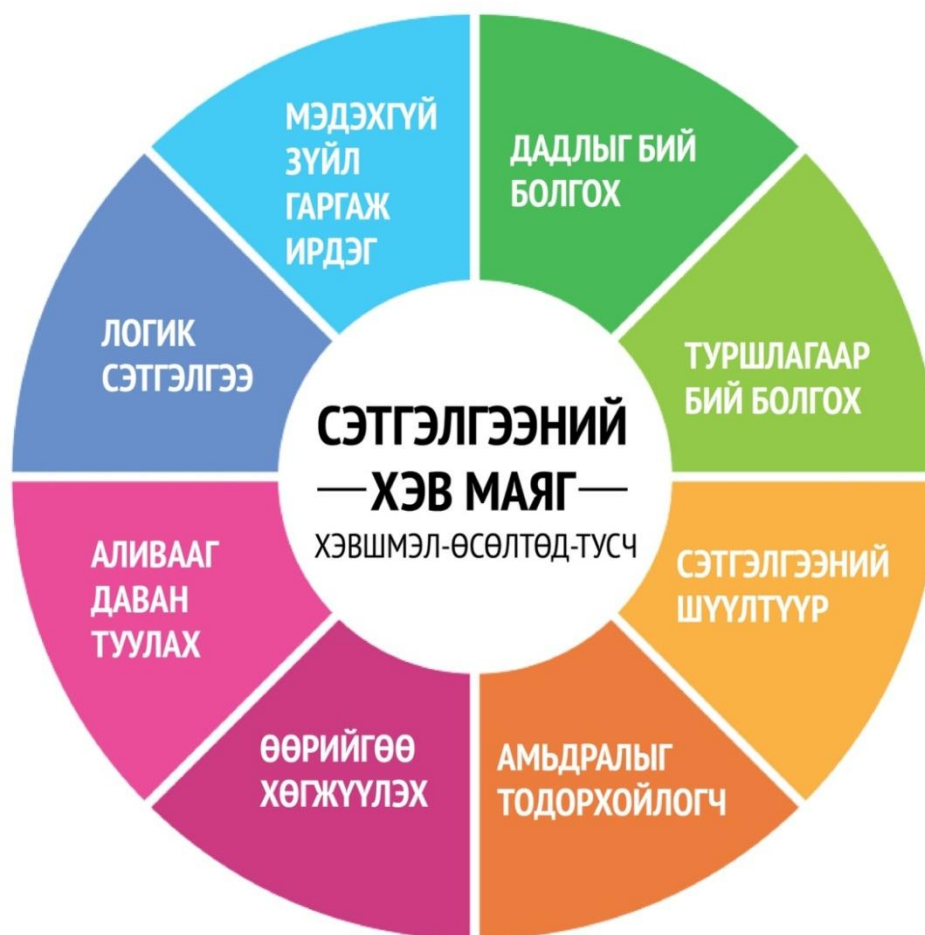 МЭДЭХГҮЙ
ЗҮЙЛ
ГАРГАЖ
ИРДЭГ
ДАДЛЫГ БИЙ
БОЛГОХ
ЛОГИК
СЭТГЭЛГЭЭ
ТУРШЛАГААР
БИЙ БОЛГОХ
СЭТГЭЛГЭЭНИЙ
—ХЭВ МАЯГ—
ХЭВШМЭЛ-ӨСӨЛТӨД-ТУСЧ
АЛИВААГ
ДАВАН
ТУУЛАХ
СЭТГЭЛГЭЭНИЙ
ШҮҮЛТҮҮР
ӨӨРИЙГӨӨ
ХӨГЖҮҮЛЭХ
АМЬДРАЛЫГ
ТОДОРХОЙЛОГЧ